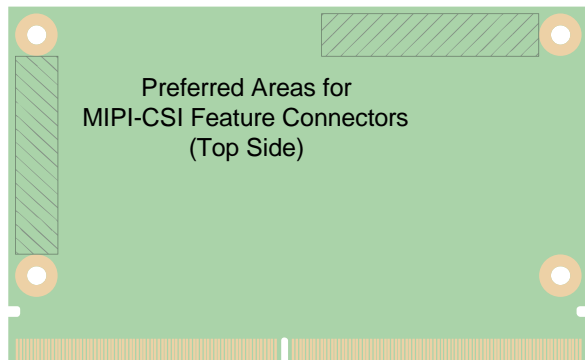 Preferred Areas for
MIPI-CSI Feature Connectors
(Top Side)